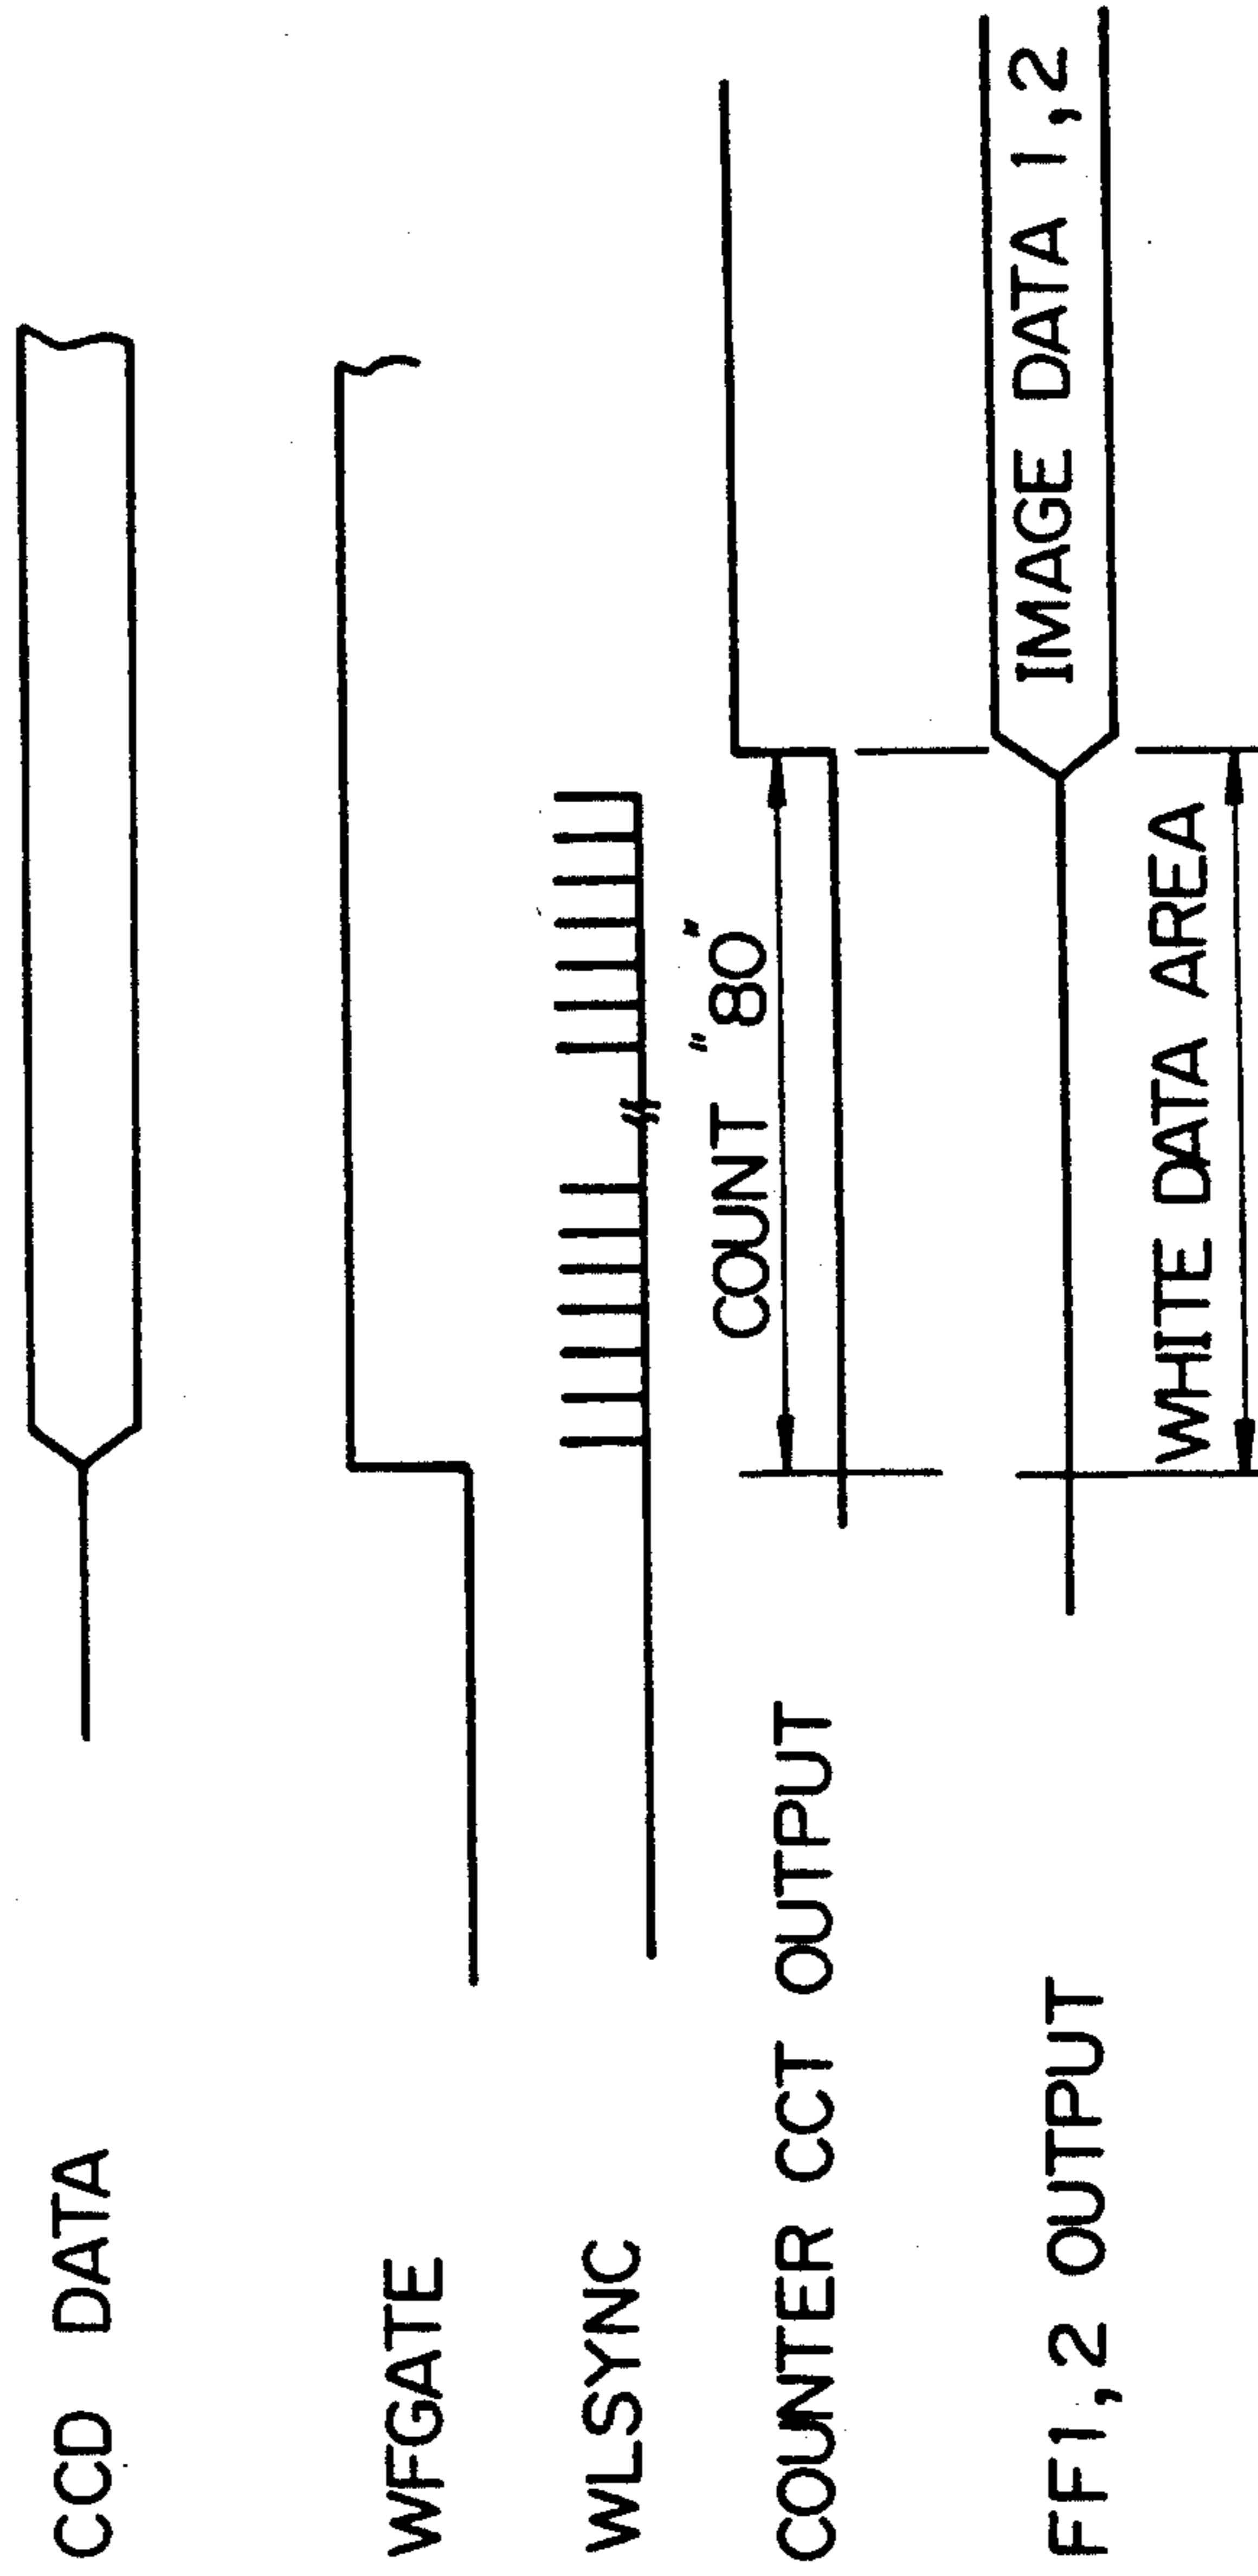 CCD DATA
WFGATE
WLSYNC
COUNTER CCT OUTPUT
COUNT "80"
FF1,2 OUTPUT
IMAGE DATA 1,2
WHITE DATA AREA